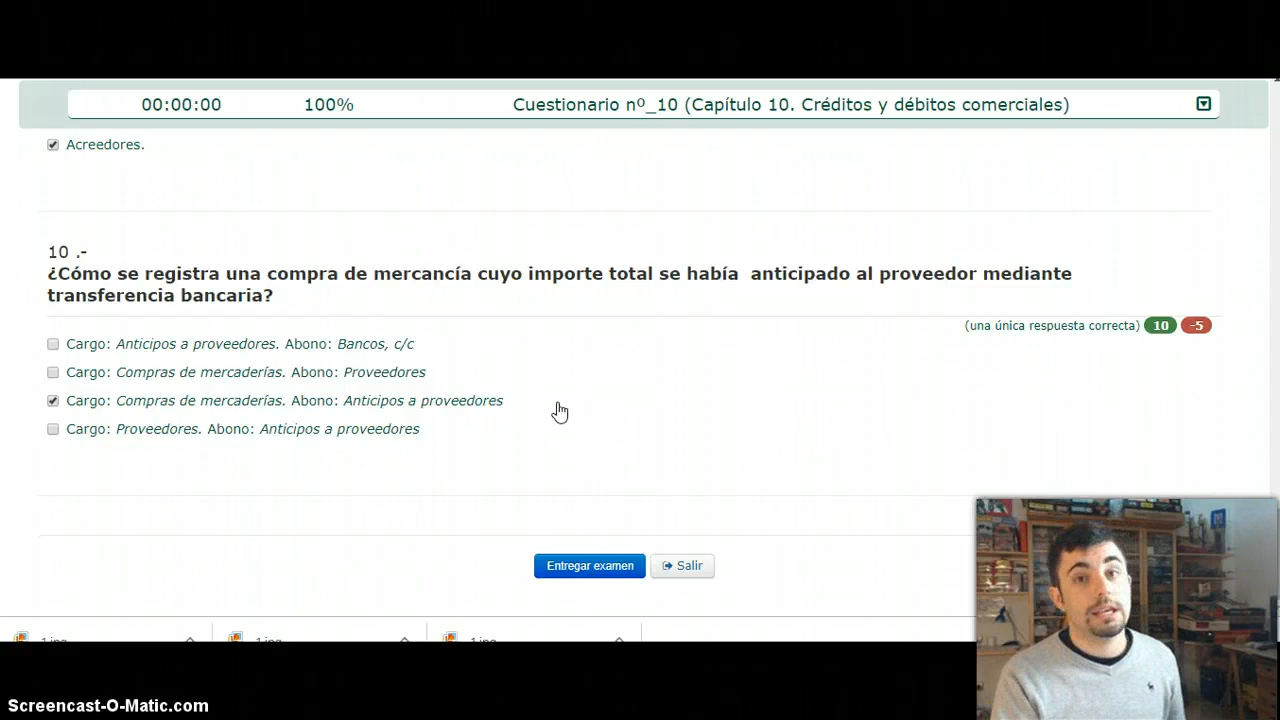 00:00:00 100% Cuestionario nº_10 (Capítulo 10. Créditos y débitos comerciales)
Acreedores.
10 .-
¿Cómo se registra una compra de mercancía cuyo importe total se había anticipado al proveedor mediante
transferencia bancaria?
(una única respuesta correcta) 10 -5
Cargo: Anticipos a proveedores. Abono: Bancos, c/c
Cargo: Compras de mercaderías. Abono: Proveedores
Cargo: Compras de mercaderías. Abono: Anticipos a proveedores
Cargo: Proveedores. Abono: Anticipos a proveedores
Entregar examen Salir
Screencast-O-Matic.com